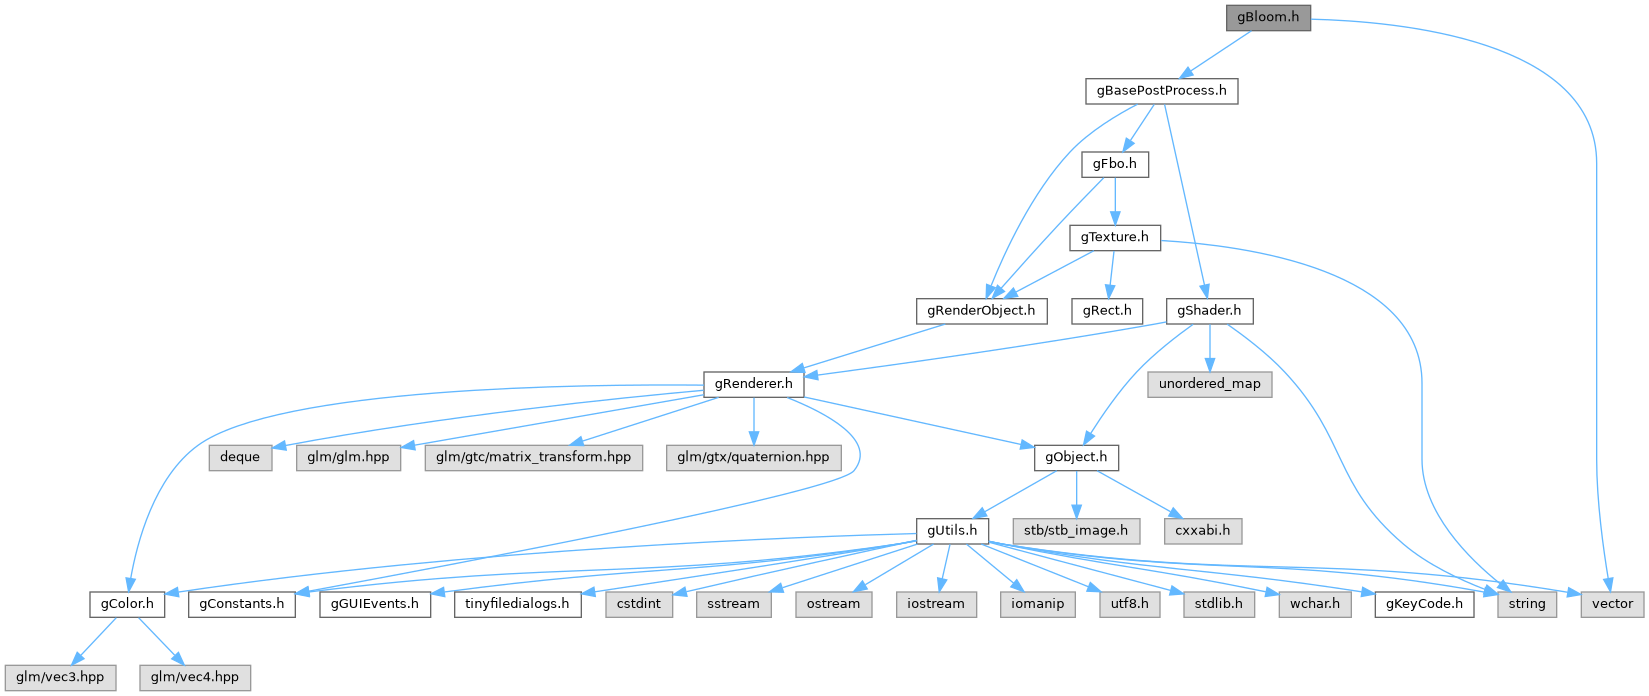 gBloom.h
gBasePostProcess.h
gFbo.h
gTexture.h
gRenderObject.h
gRect.h
gShader.h
gRenderer.h
unordered_map
deque
glm/glm.hpp
glm/gtc/matrix_transform.hpp
glm/gtx/quaternion.hpp
gObject.h
gUtils.h
stb/stb_image.h
cxxabi.h
gColor.h
gConstants.h
gGUIEvents.h
tinyfiledialogs.h
cstdint
sstream
ostream
iostream
iomanip
utf8.h
stdlib.h
wchar.h
gKeyCode.h
string
vector
glm/vec3.hpp
glm/vec4.hpp